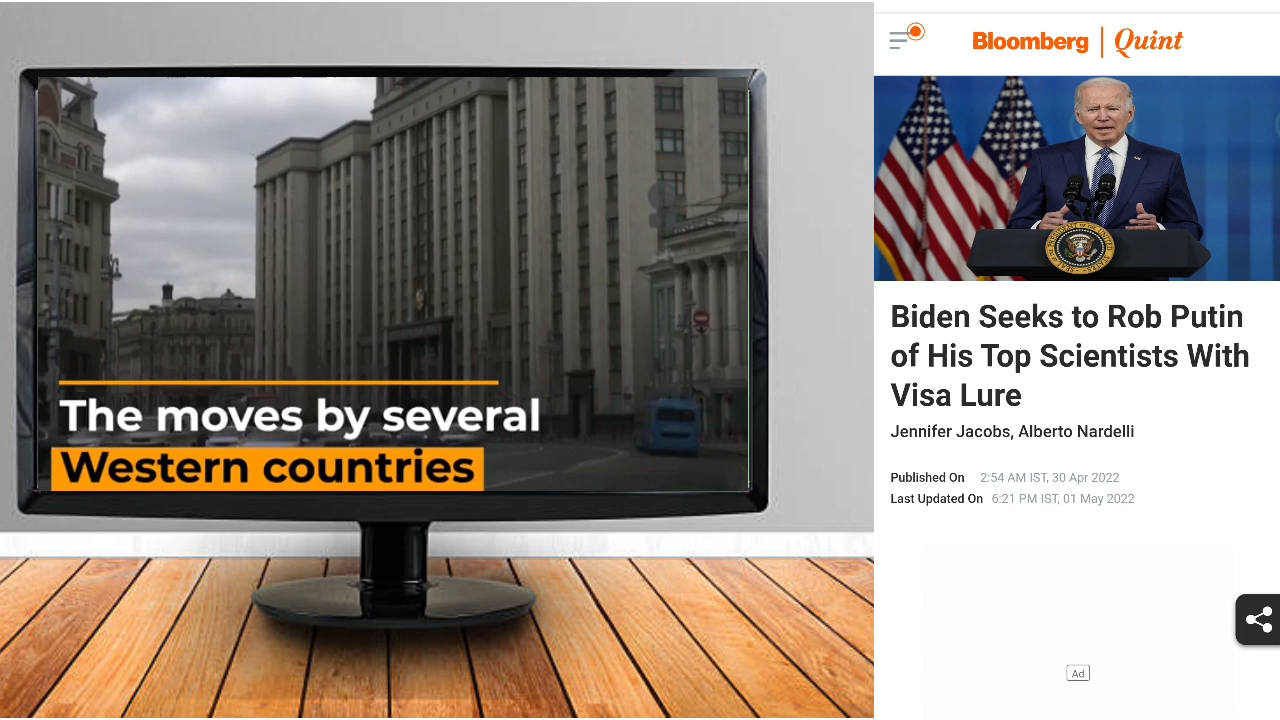 The moves by several
Western countries
Bloomberg | Quint
Biden Seeks to Rob Putin
of His Top Scientists With
Visa Lure
Jennifer Jacobs, Alberto Nardelli
Published On 2:54 AM IST, 30 Apr 2022
Last Updated On 6:21 PM IST, 01 May 2022
Ad